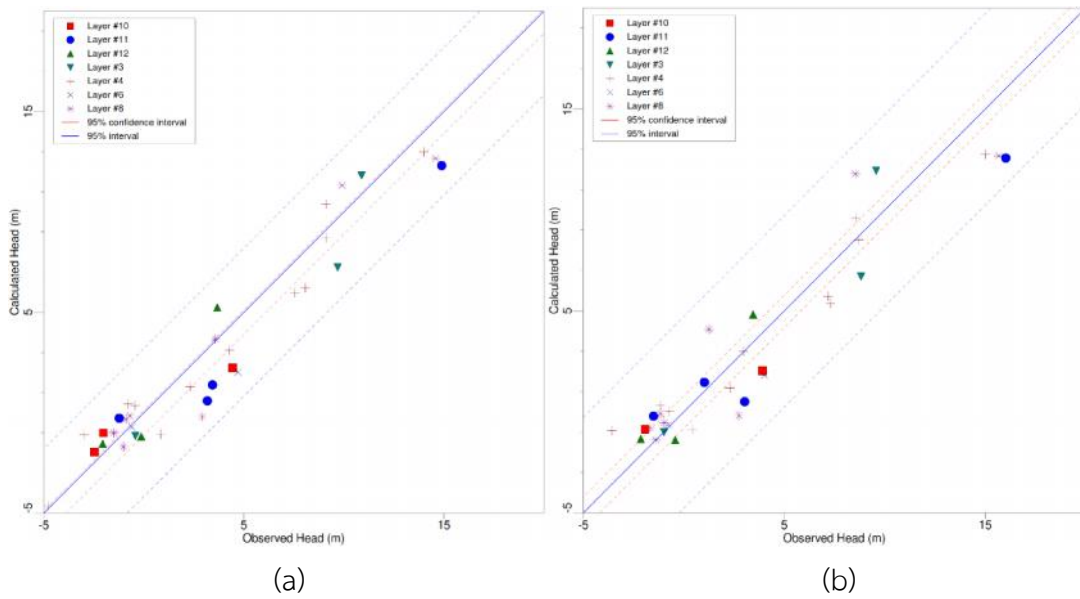 Layer #10
Layer #11
Layer #12
Layer #3
Layer #4
Layer #6
Layer #8
95% confidence interval
95% interval
Calculated Head (m)
15
5
-5
-5
5
15
Observed Head (m)
(a)
Layer #10
Layer #11
Layer #12
Layer #3
Layer #4
Layer #6
Layer #8
95% confidence interval
95% interval
Calculated Head (m)
15
5
-5
-5
5
15
Observed Head (m)
(b)